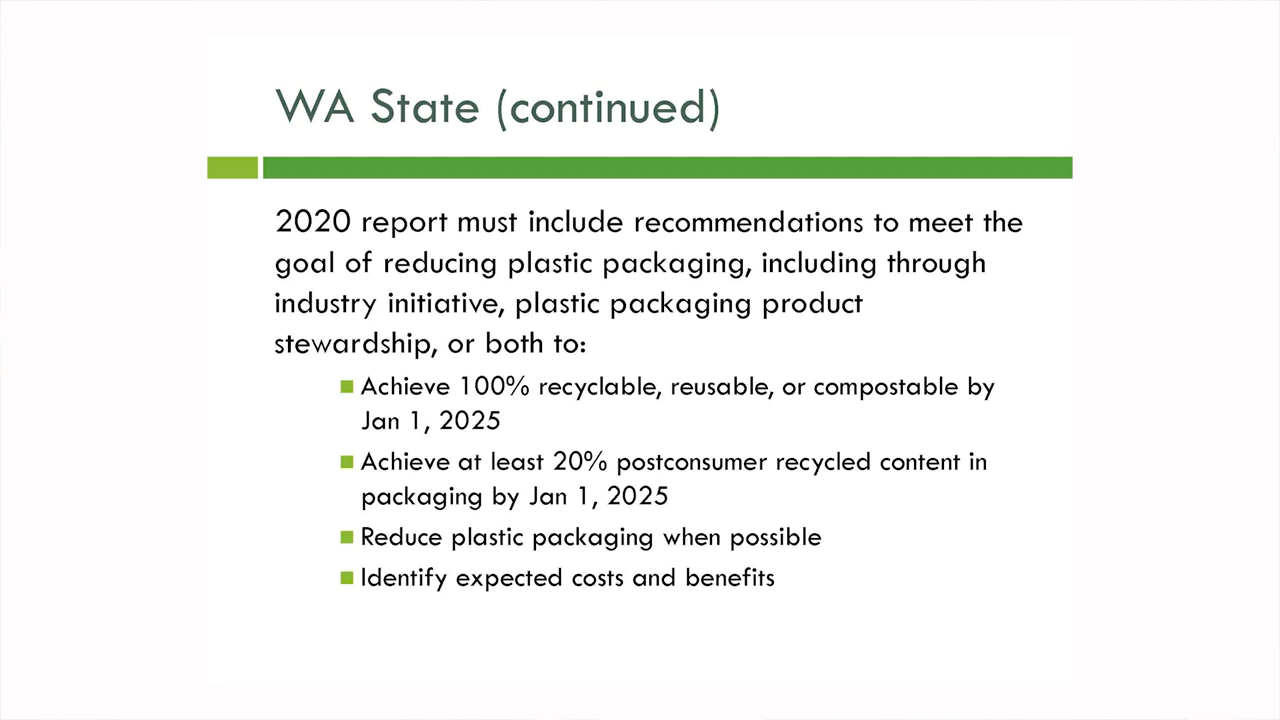 WA State (continued)
2020 report must include recommendations to meet the
goal of reducing plastic packaging, including through
industry initiative, plastic packaging product
stewardship, or both to:
Achieve 100% recyclable, reusable, or compostable by
Jan 1, 2025
Achieve at least 20% postconsumer recycled content in
packaging by Jan 1, 2025
Reduce plastic packaging when possible
Identify expected costs and benefits